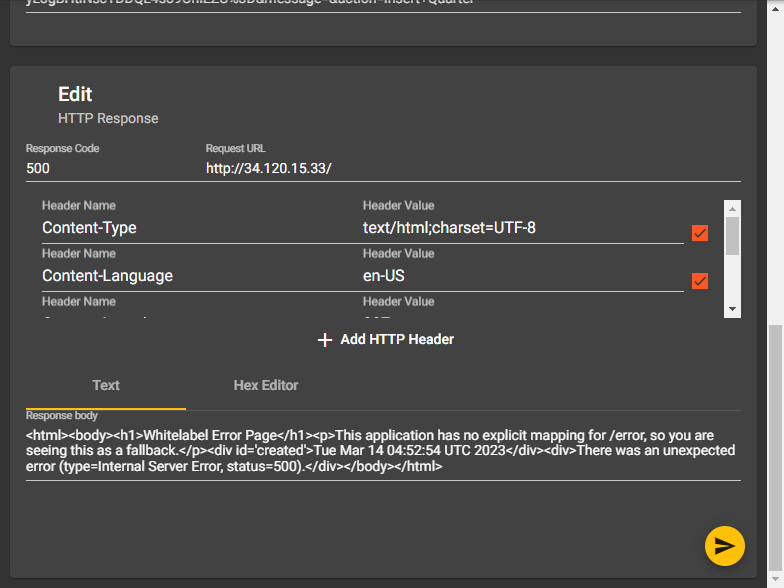 Edit
HTTP Response
Response Code Request URL
500 http://34.120.15.33/
Header Name Header Value
Content-Type text/html;charset=UTF-8
Header Name Header Value
Content-Language en-US
Header Name Header Value
Add HTTP Header
Text Hex Editor
Response body
<html><body><h1>Whitelabel Error Page</h1><p>This application has no explicit mapping for /error, so you are
seeing this as a fallback.</p><div id='created'>Tue Mar 14 04:52:54 UTC 2023</div><div>There was an unexpected
error (type=Internal Server Error, status=500).</div></body></html>